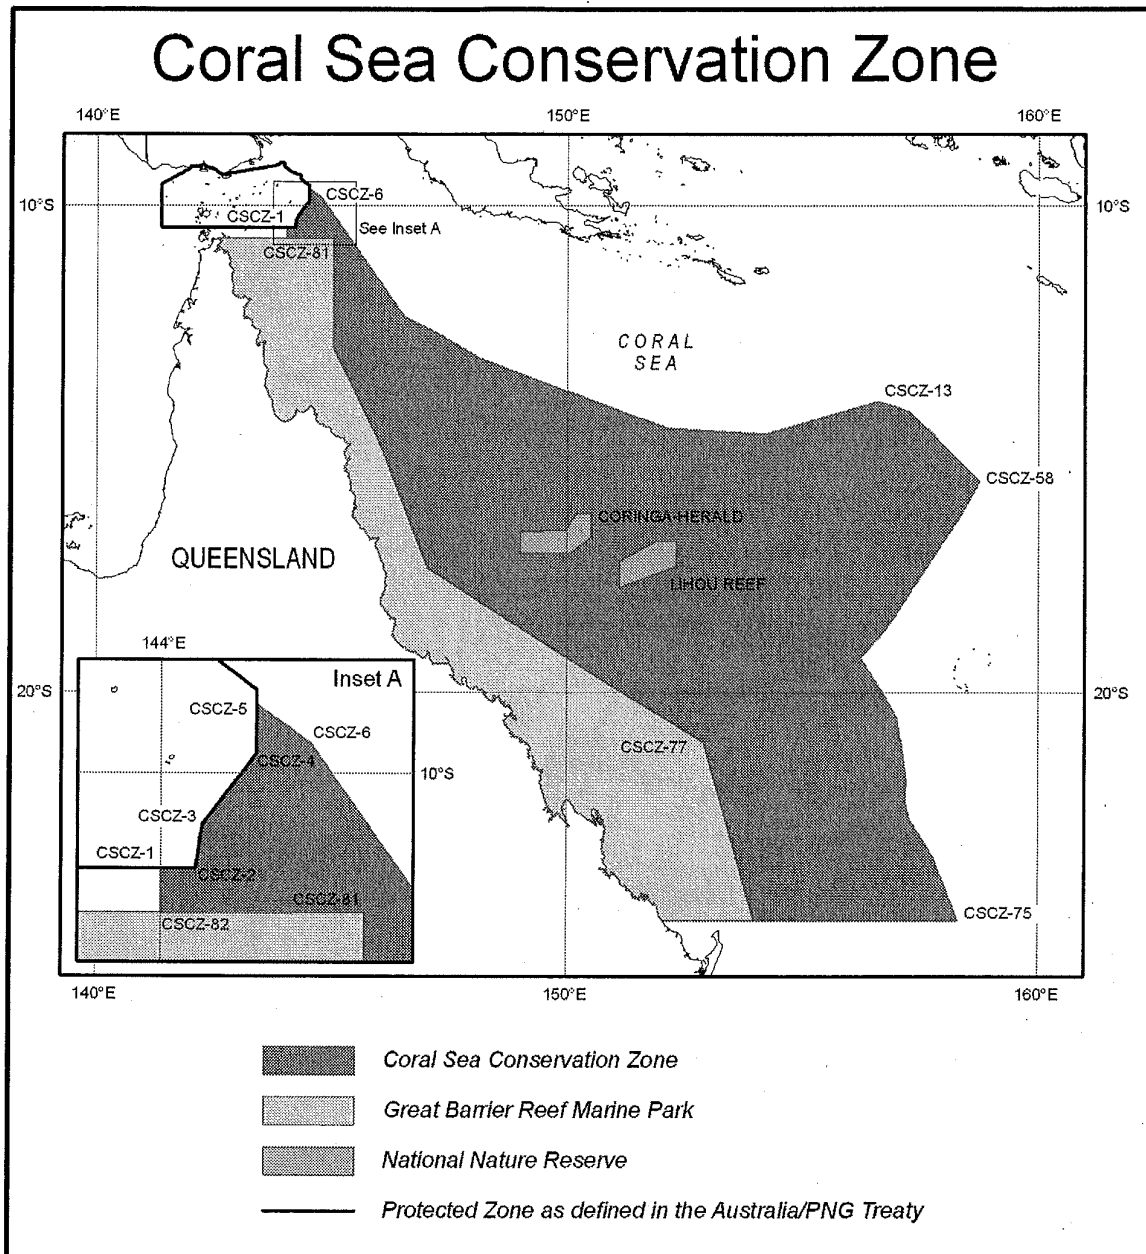 Coral Sea Conservation Zone
140°E 150°E 160°E
CSCZ-6
10°S CSCZ-1 10°S
See Inset A
CSCZ-81
CORAL
SEA
CSCZ-13
CSCZ-58
CORINGA-HERALD
QUEENSLAND
LIHOU REEF
144°E
Inset A
20°S 20°S
CSCZ-5
CSCZ-6
CSCZ-77
CSCZ-4
10°S
CSCZ-3
CSCZ-1
CSCZ-2
CSCZ-81
CSCZ-82
CSCZ-75
140°E 150°E 160°E
Coral Sea Conservation Zone
Great Barrier Reef Marine Park
National Nature Reserve
Protected Zone as defined in the Australia/PNG Treaty